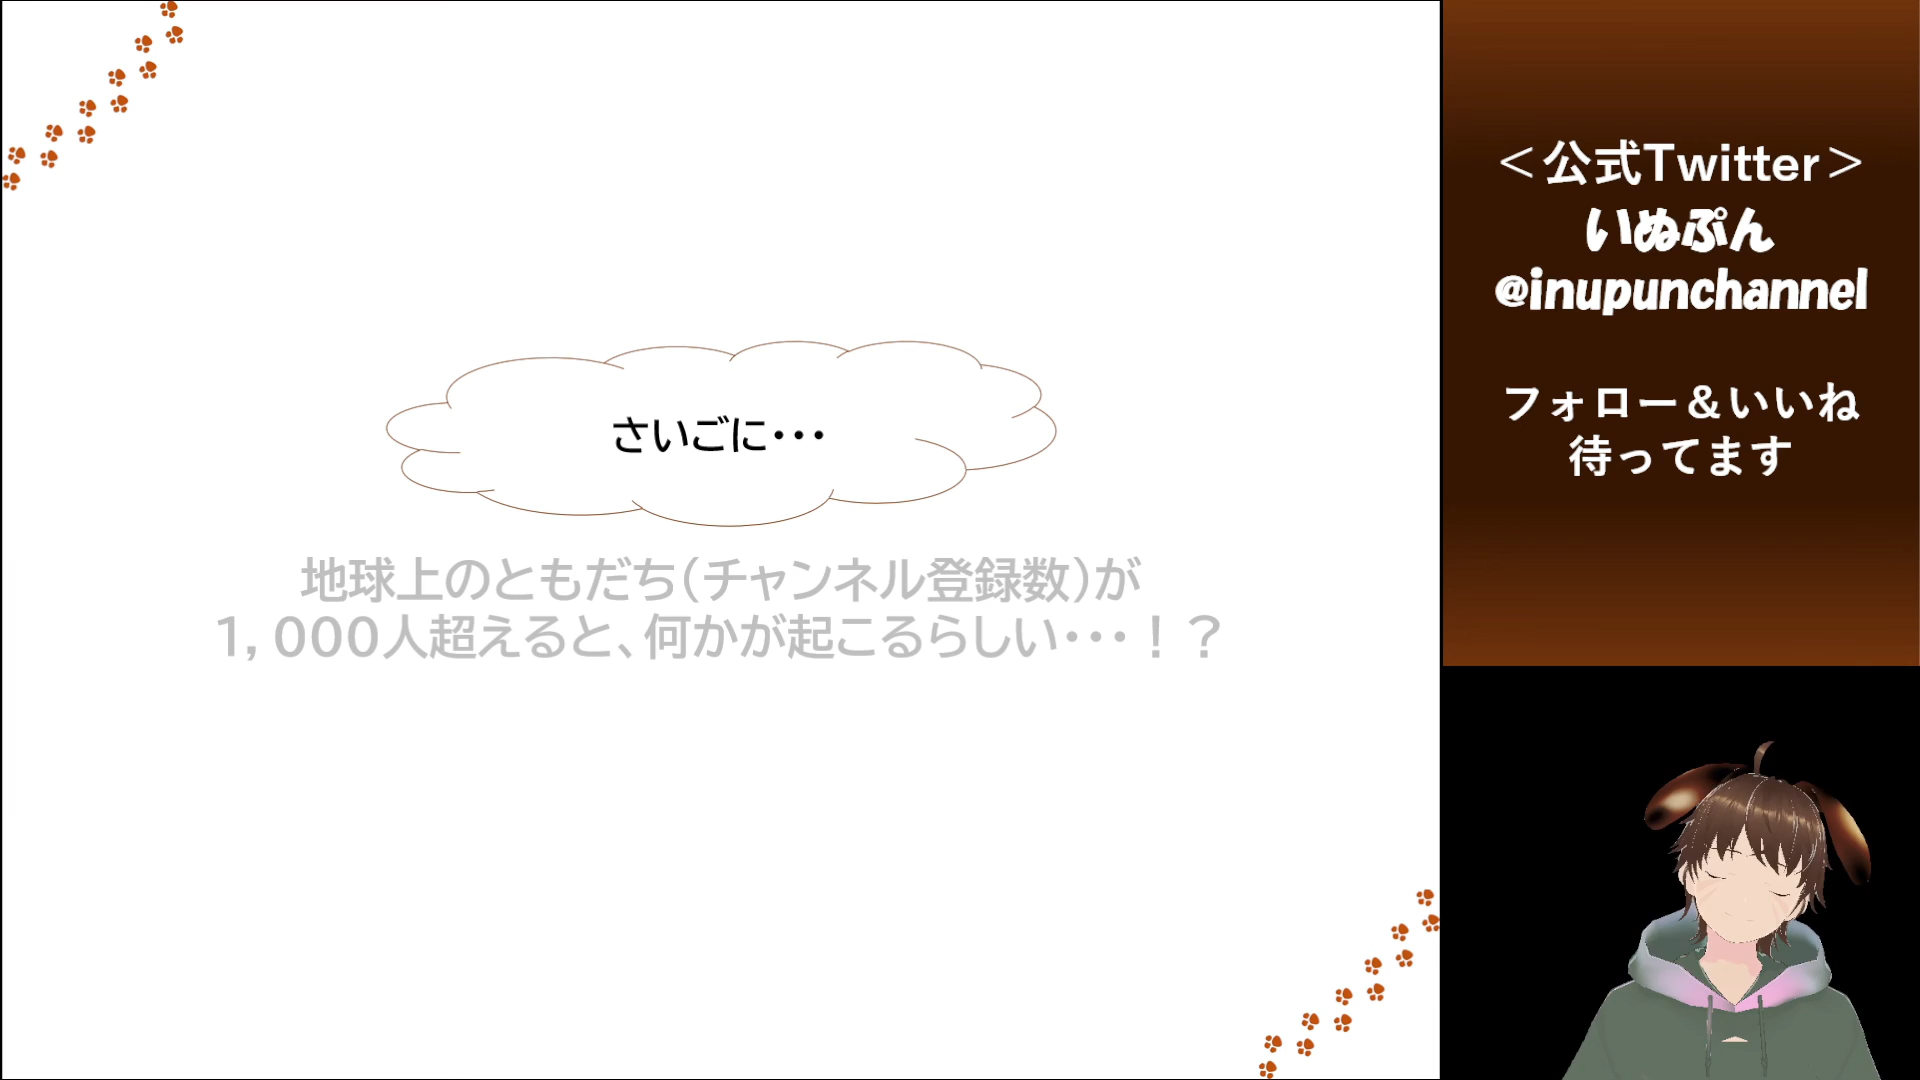 さいごに・・・
地球上のともだち（チャンネル登録数）が
1，000人超えると、何かが起こるらしい・・・！？
＜公式Twitter＞
いぬぷん
@inupunchannel
フォロー＆いいね
待ってます